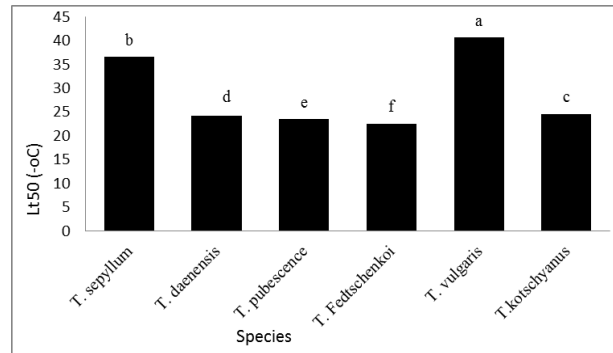 Lt50 (-oC)
45
40
35
30
25
20
15
10
5
0
b
d
e
f
a
c
T. sepyllum
T. daenensis
T. pubescence
T. Fedtschenkoi
T. vulgaris
T.kotschyanus
Species